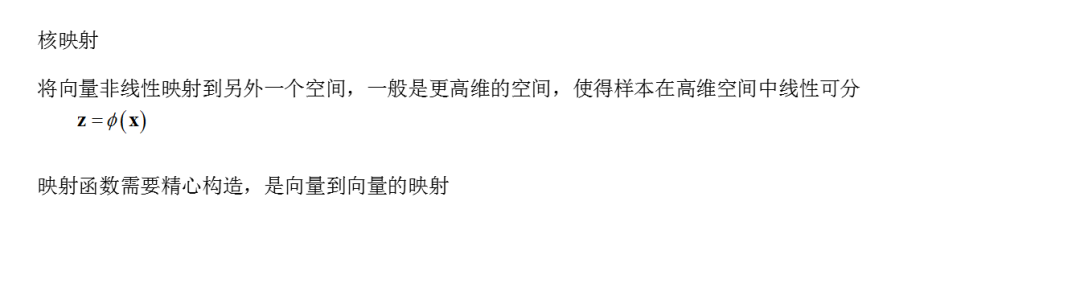 核映射
将向量非线性映射到另外一个空间，一般是更高维的空间，使得样本在高维空间中线性可分
z = ϕ(x)
映射函数需要精心构造，是向量到向量的映射